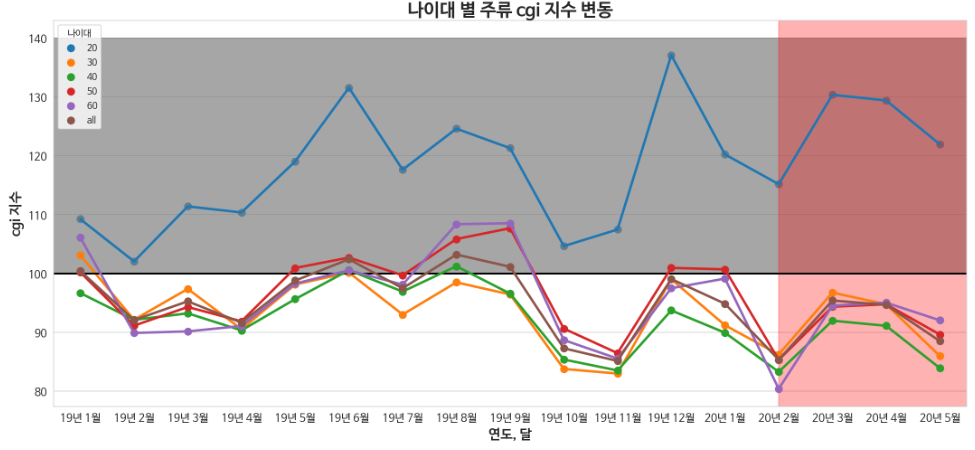 나이대 별 주류 cgi 지수 변동
나이대
20
30
40
50
60
all
cgi 지수
140
130
120
110
100
90
80
19년 1월 19년 2월 19년 3월 19년 4월 19년 5월 19년 6월 19년 7월 19년 8월 19년 9월 19년 10월 19년 11월 19년 12월 20년 1월 20년 2월 20년 3월 20년 4월 20년 5월
연도, 달